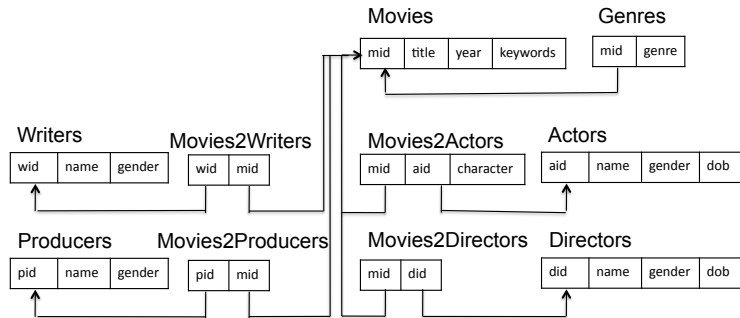 Movies
Genres
mid title year keywords
mid genre
Writers
Movies2Writers
Movies2Actors
Actors
wid name gender
wid mid
mid aid character
aid name gender dob
Producers
Movies2Producers
Movies2Directors
Directors
pid name gender
pid mid
mid did
did name gender dob